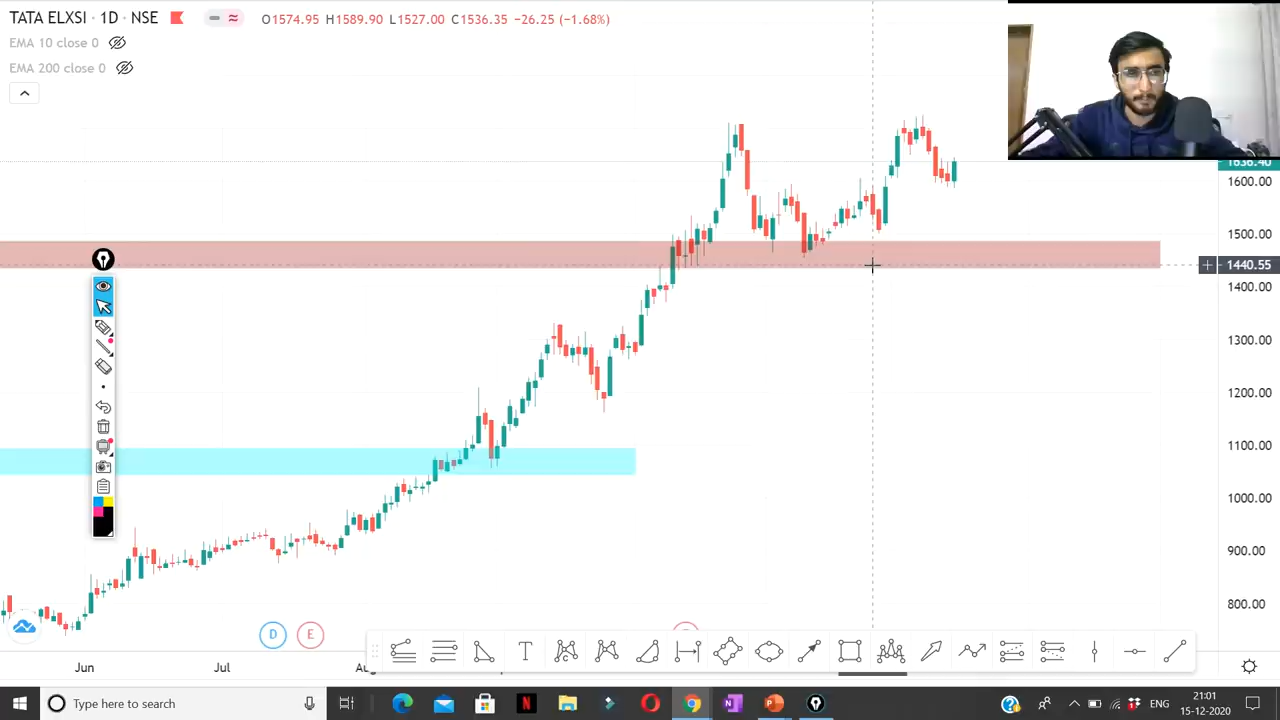 TATA ELXSI · 1D · NSE
O1574.95 H1589.90 L1527.00 C1536.35 −26.25 (−1.68%)
EMA 10 close 0
EMA 200 close 0
1636.40
1600.00
1500.00
1440.55
1400.00
1300.00
1200.00
1100.00
1000.00
900.00
800.00
D
E
T
Jun
Jul
Type here to search
ENG
21:01
15-12-2020